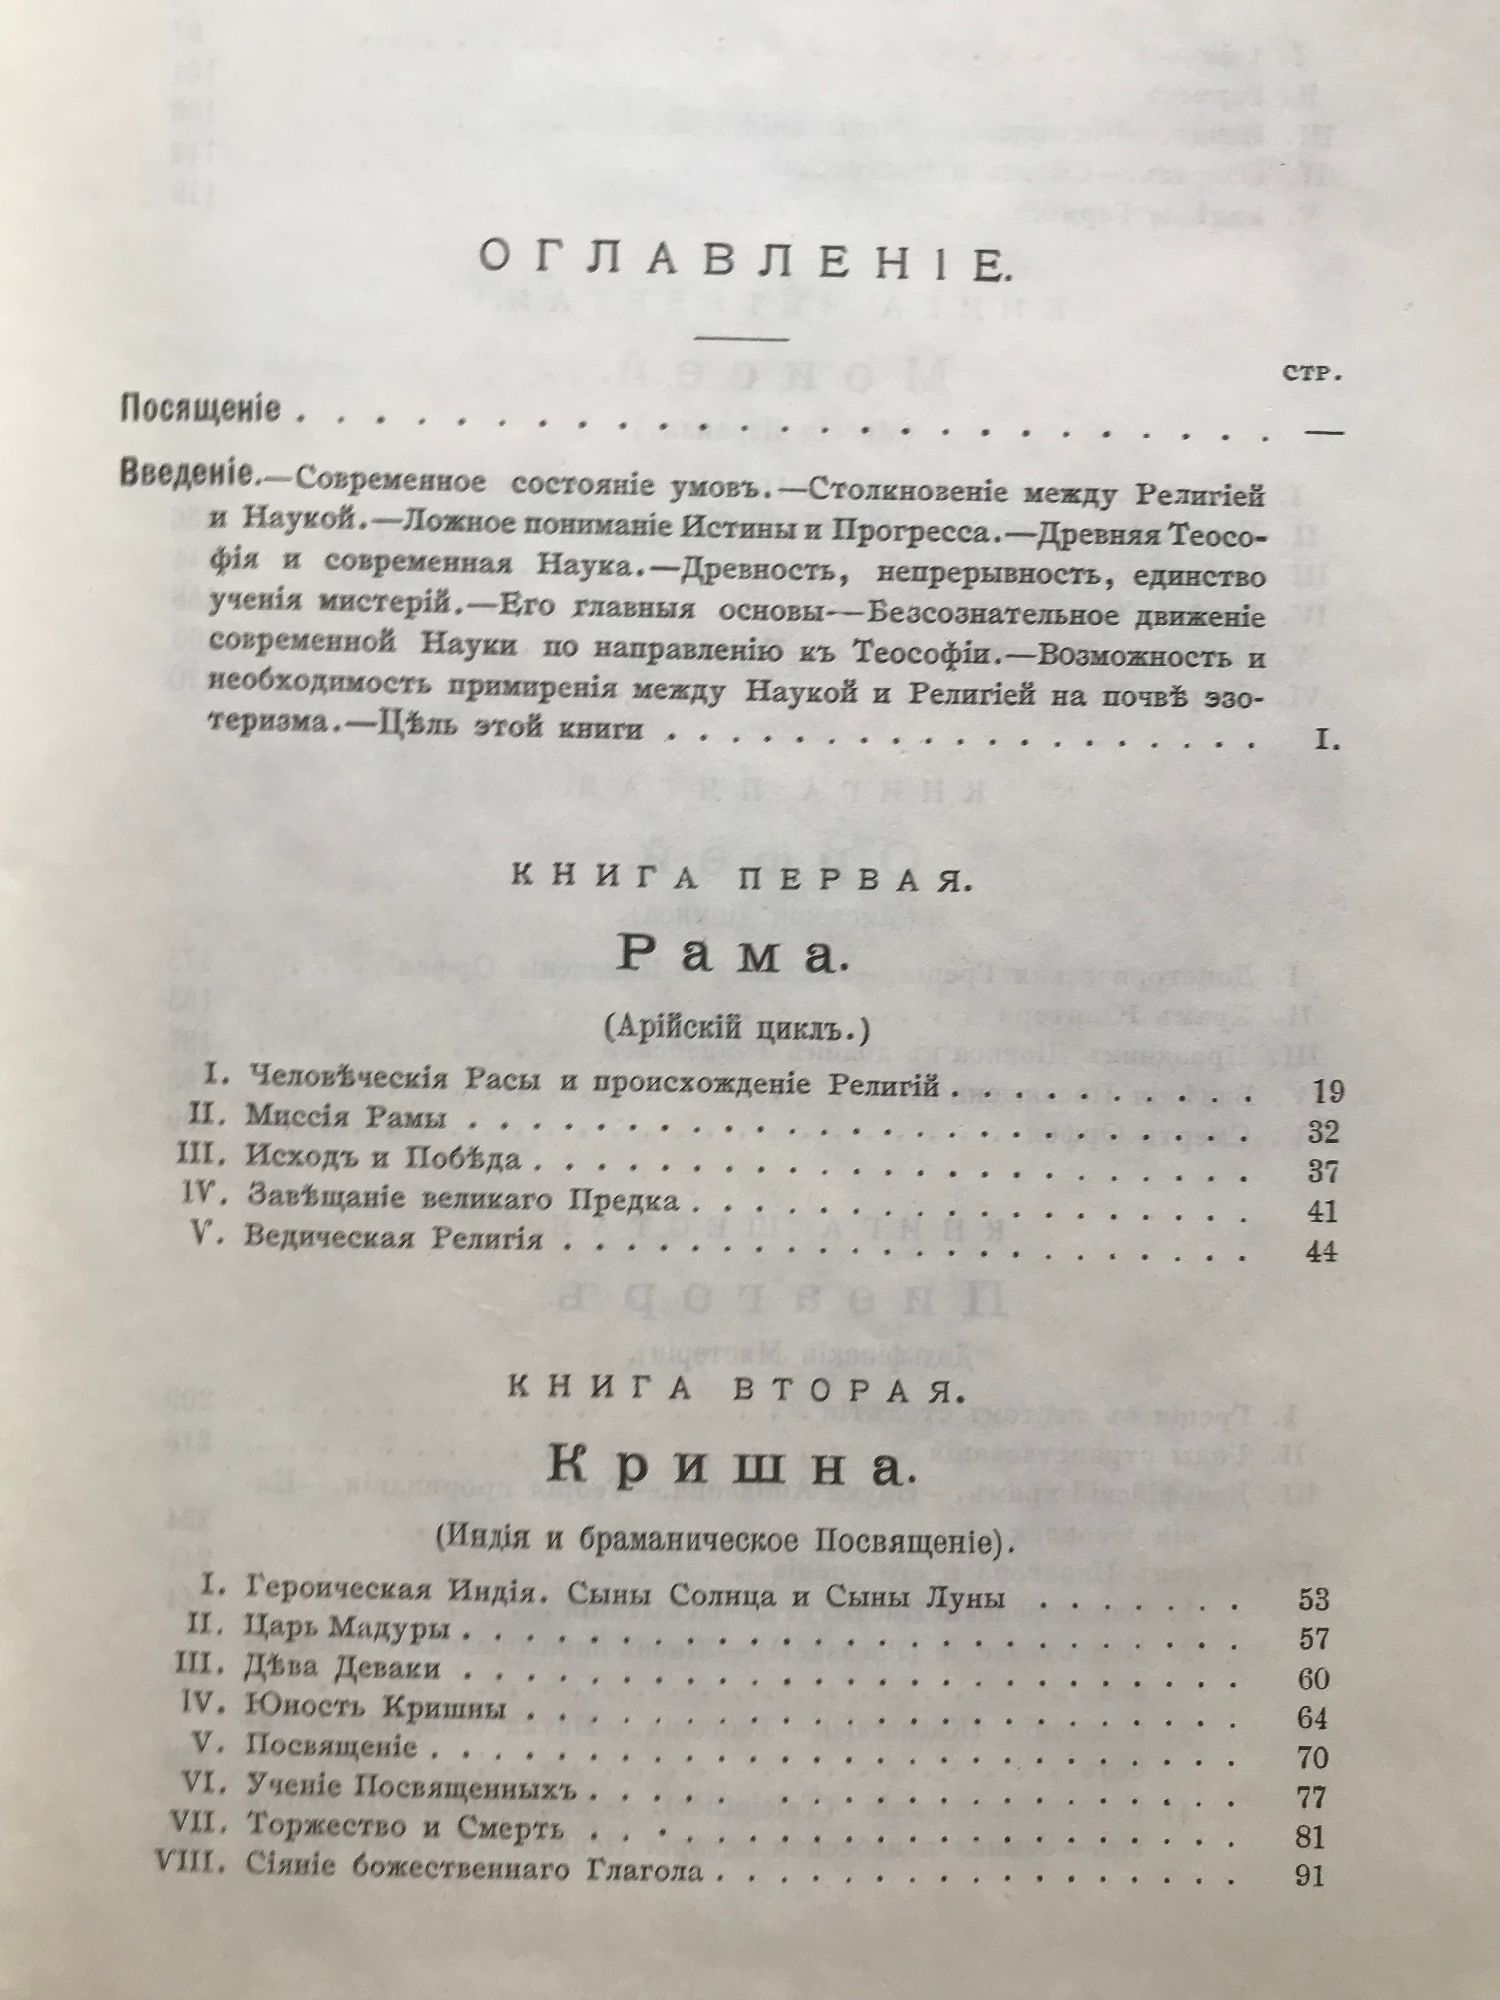 ОГЛАВЛЕНІЕ.
СТР.
Посященіе . . . . . . . . . . . . . . . . . . . . . . . . . —
Введеніе.—Современное состояніе умовъ.—Столкновеніе между Религіей
и Наукой.—Ложное пониманіе Истины и Прогресса.—Древняя Теосо-
фія и современная Наука.—Древность, непрерывность, единство
ученія мистерій.—Его главныя основы—Безсознательное движеніе
современной Науки по направленію къ Теософіи.—Возможность и
необходимость примиренія между Наукой и Религіей на почвѣ эзо-
теризма.—Цѣль этой книги . . . . . . . . . . . . . . . . . . . I.
КНИГА ПЕРВАЯ.
Рама.
(Арійскій циклъ.)
I. Человѣческія Расы и происхожденіе Религій . . . . . . . . . . 19
II. Миссія Рамы . . . . . . . . . . . . . . . . . . . . . . . . . 32
III. Исходъ и Побѣда . . . . . . . . . . . . . . . . . . . . . . . 37
IV. Завѣщаніе великаго Предка . . . . . . . . . . . . . . . . . . 41
V. Ведическая Религія . . . . . . . . . . . . . . . . . . . . . . 44
КНИГА ВТОРАЯ.
Кришна.
(Индія и браманическое Посвященіе).
I. Героическая Индія. Сыны Солнца и Сыны Луны . . . . . . . 53
II. Царь Мадуры . . . . . . . . . . . . . . . . . . . . . . . . . 57
III. Дѣва Деваки . . . . . . . . . . . . . . . . . . . . . . . . . 60
IV. Юность Кришны . . . . . . . . . . . . . . . . . . . . . . . 64
V. Посвященіе . . . . . . . . . . . . . . . . . . . . . . . . . . 70
VI. Ученіе Посвященныхъ . . . . . . . . . . . . . . . . . . . . 77
VII. Торжество и Смерть . . . . . . . . . . . . . . . . . . . . . 81
VIII. Сіяніе божественнаго Глагола . . . . . . . . . . . . . . . . . 91